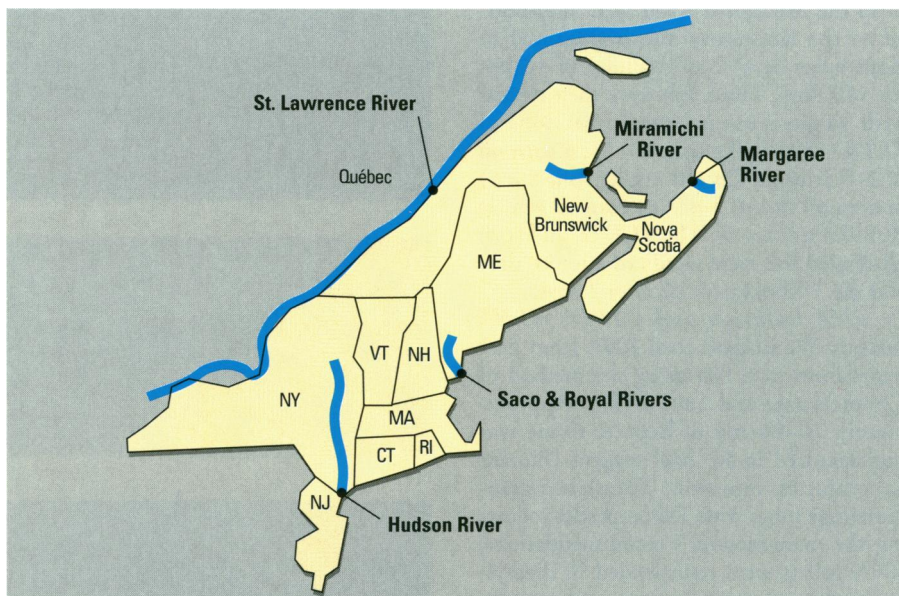 St. Lawrence River
Miramichi
River
Margaree
River
Québec
New
Brunswick
Nova
Scotia
ME
VT
NH
NY
Saco & Royal Rivers
MA
CT
RI
NJ
Hudson River